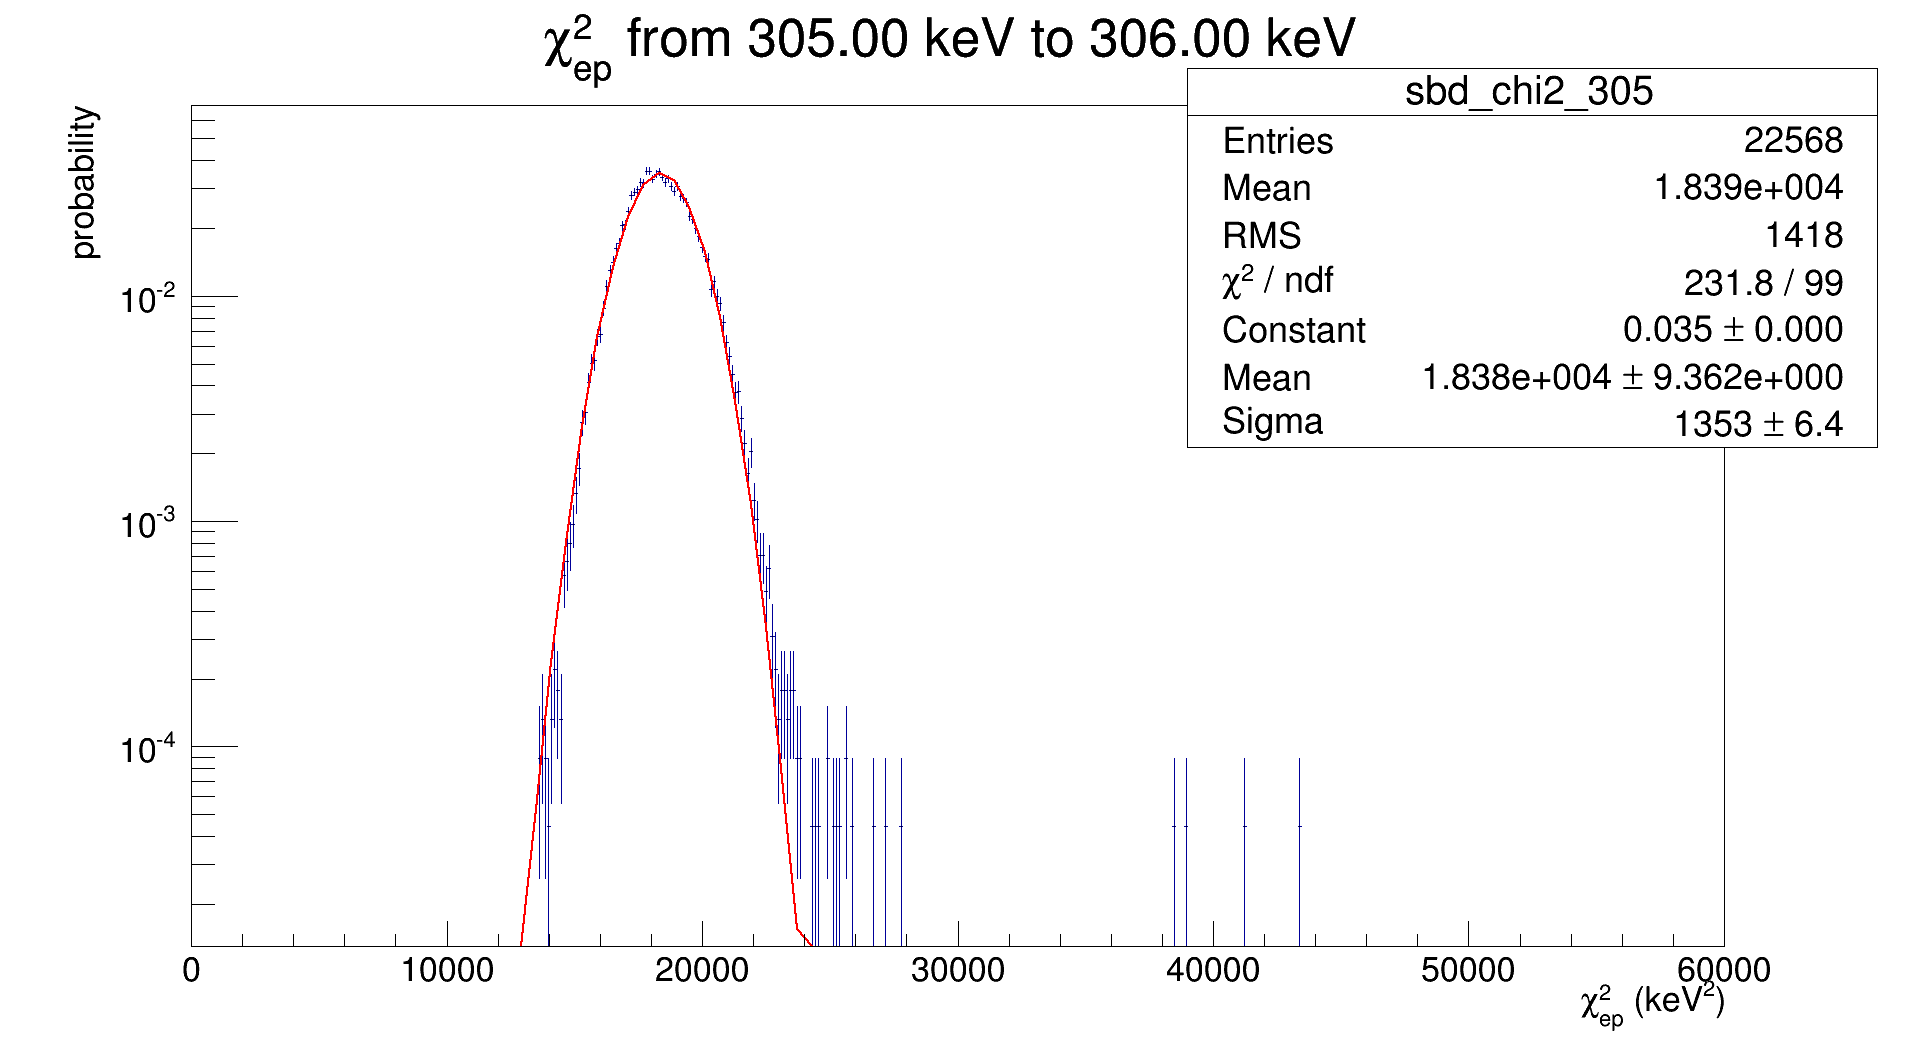 χ²ep from 305.00 keV to 306.00 keV
probability
sbd_chi2_305
Entries 22568
Mean 1.839e+004
RMS 1418
χ² / ndf 231.8 / 99
Constant 0.035 ± 0.000
Mean 1.838e+004 ± 9.362e+000
Sigma 1353 ± 6.4
10⁻²
10⁻³
10⁻⁴
0 10000 20000 30000 40000 50000 60000
χ²ep (keV²)